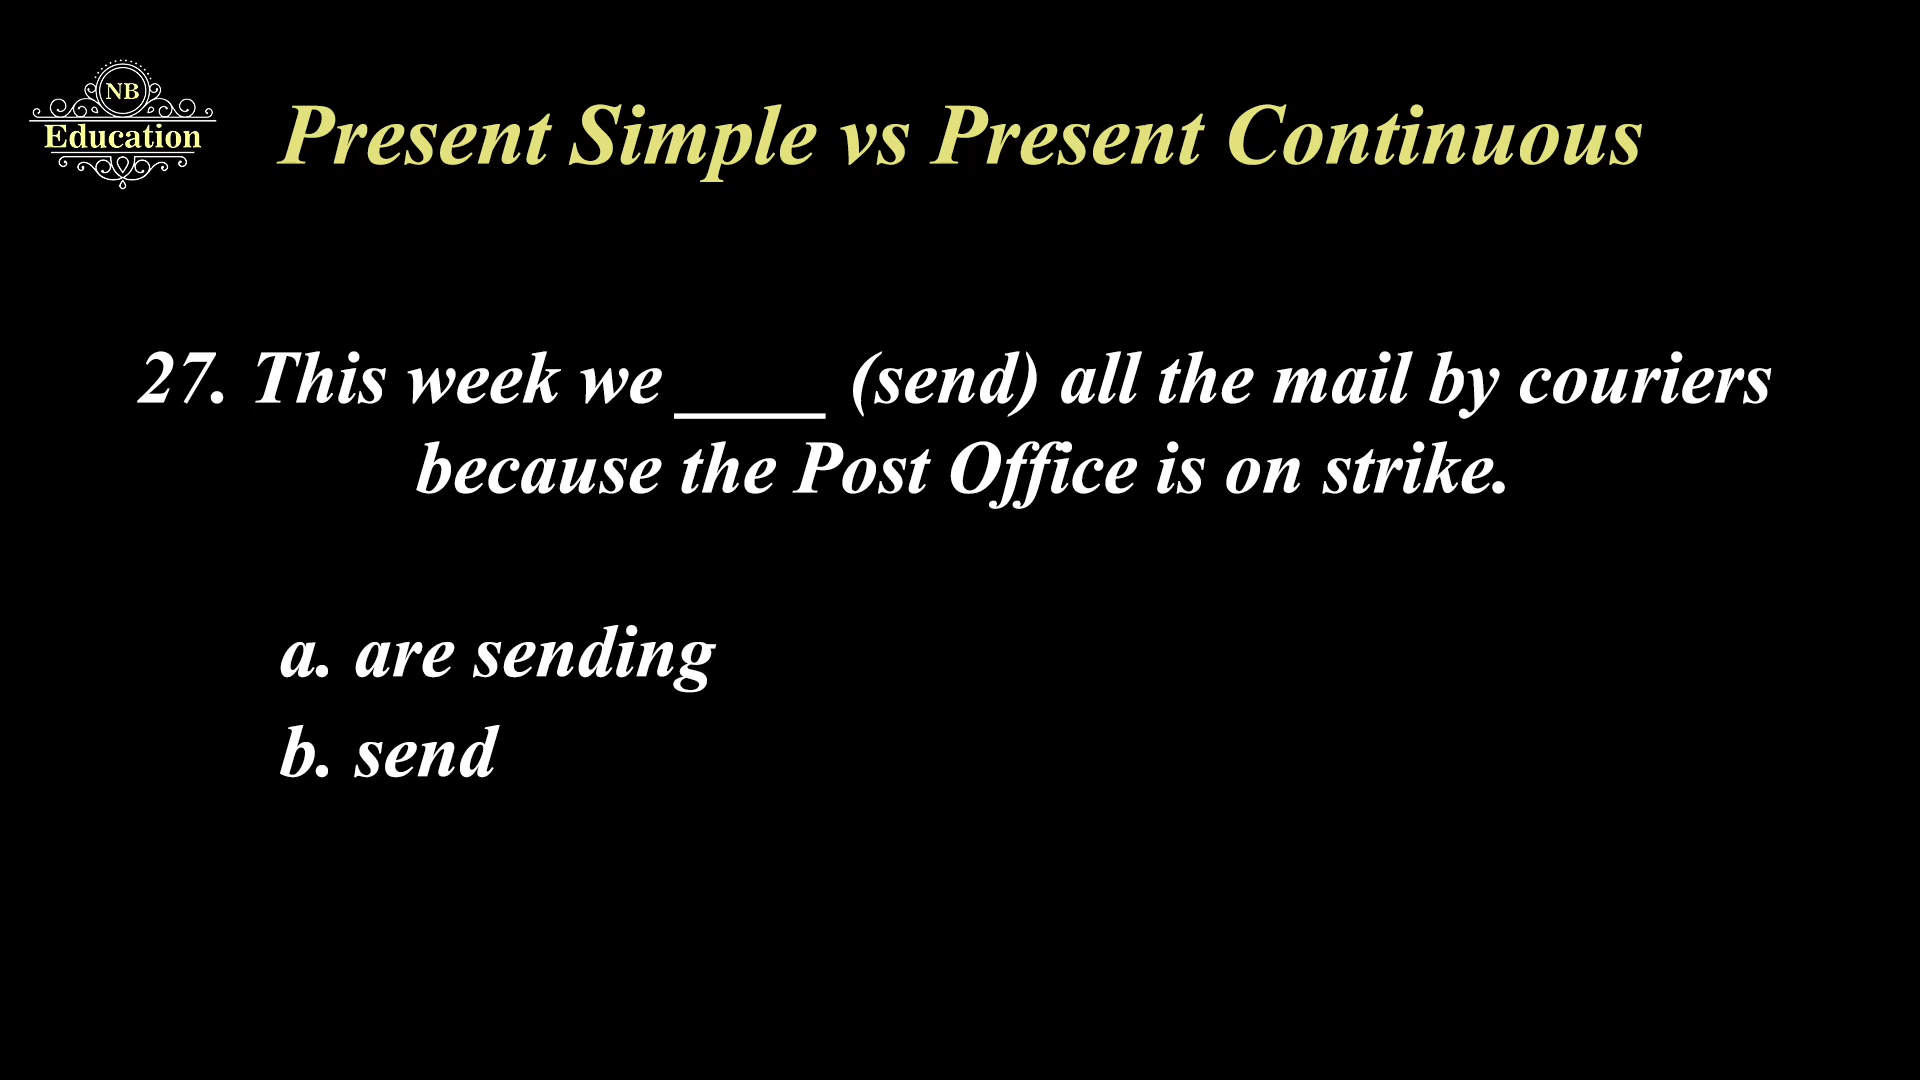 NB
Education
Present Simple vs Present Continuous
27. This week we ____ (send) all the mail by couriers
because the Post Office is on strike.
a. are sending
b. send